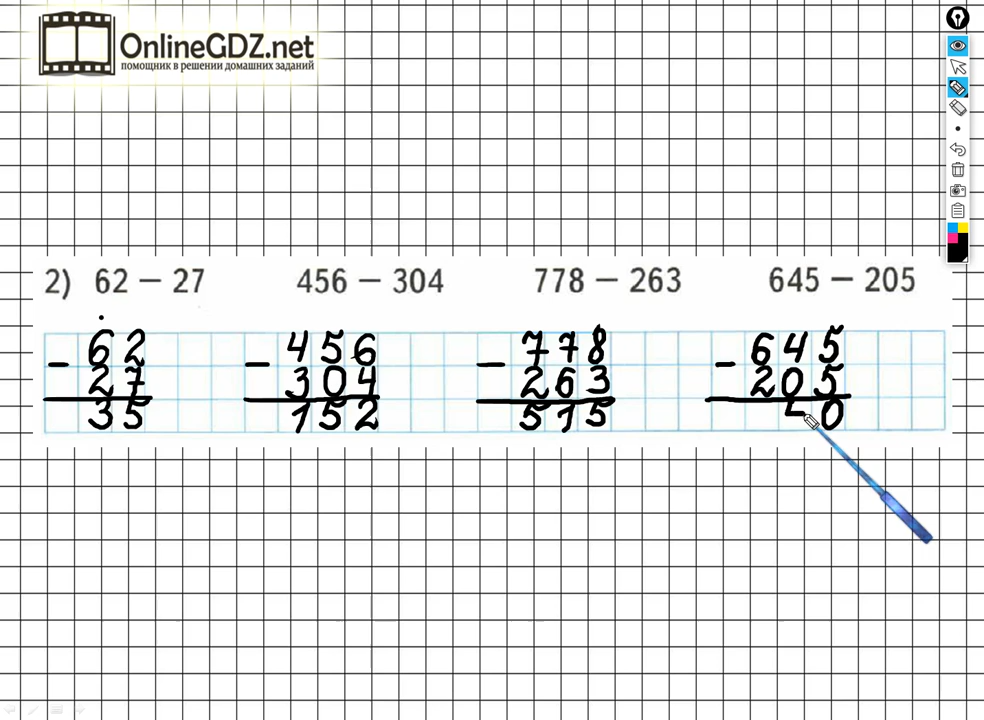 OnlineGDZ.net
помощник в решении домашних заданий
2) 62 − 27 456 − 304 778 − 263 645 − 205
− 62 − 456 − 778 − 645
27 304 263 205
35 152 515 0